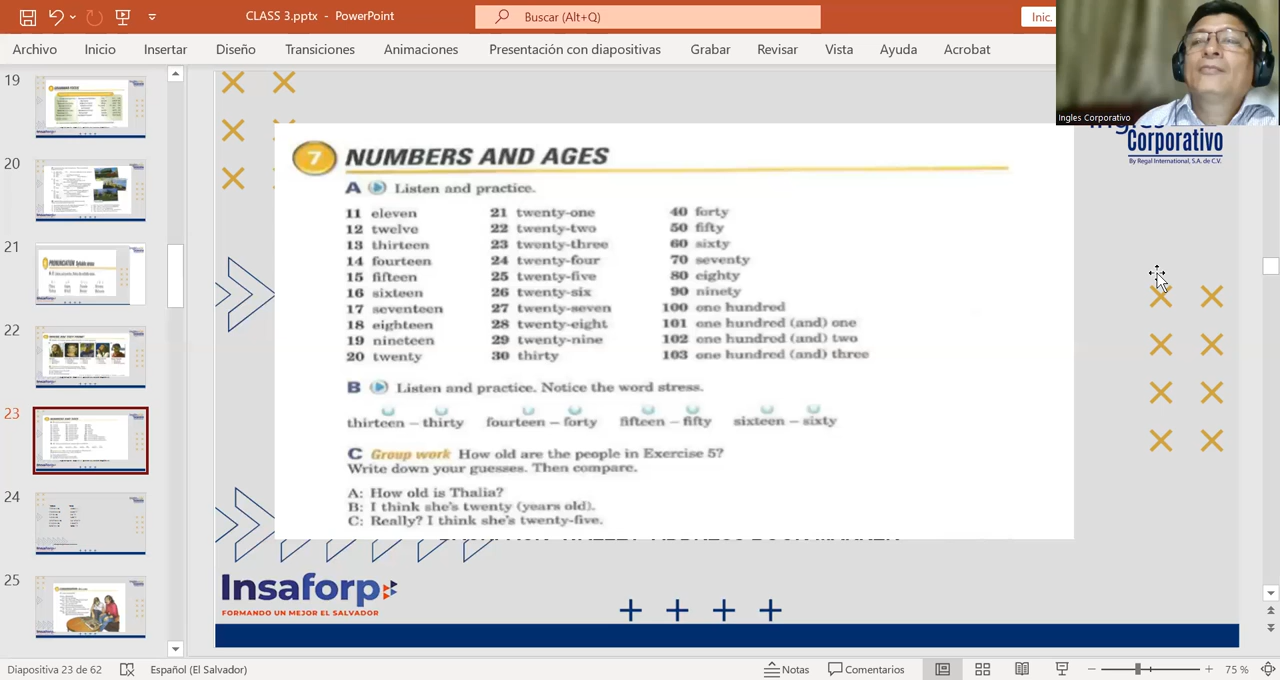 CLASS 3.pptx - PowerPoint
Buscar (Alt+Q)
Inic.
Archivo Inicio Insertar Diseño Transiciones Animaciones Presentación con diapositivas Grabar Revisar Vista Ayuda Acrobat
Ingles Corporativo
Corporativo
By Regal International, S.A. de C.V.
19
20
21
22
23
24
25
7 NUMBERS AND AGES
A Listen and practice.
11 eleven 21 twenty-one 40 forty
12 twelve 22 twenty-two 50 fifty
13 thirteen 23 twenty-three 60 sixty
14 fourteen 24 twenty-four 70 seventy
15 fifteen 25 twenty-five 80 eighty
16 sixteen 26 twenty-six 90 ninety
17 seventeen 27 twenty-seven 100 one hundred
18 eighteen 28 twenty-eight 101 one hundred (and) one
19 nineteen 29 twenty-nine 102 one hundred (and) two
20 twenty 30 thirty 103 one hundred (and) three
B Listen and practice. Notice the word stress.
thirteen – thirty fourteen – forty fifteen – fifty sixteen – sixty
C Group work How old are the people in Exercise 5?
Write down your guesses. Then compare.
A: How old is Thalia?
B: I think she's twenty (years old).
C: Really? I think she's twenty-five.
Insaforp
FORMANDO UN MEJOR EL SALVADOR
Diapositiva 23 de 62 Español (El Salvador) Notas Comentarios 75 %